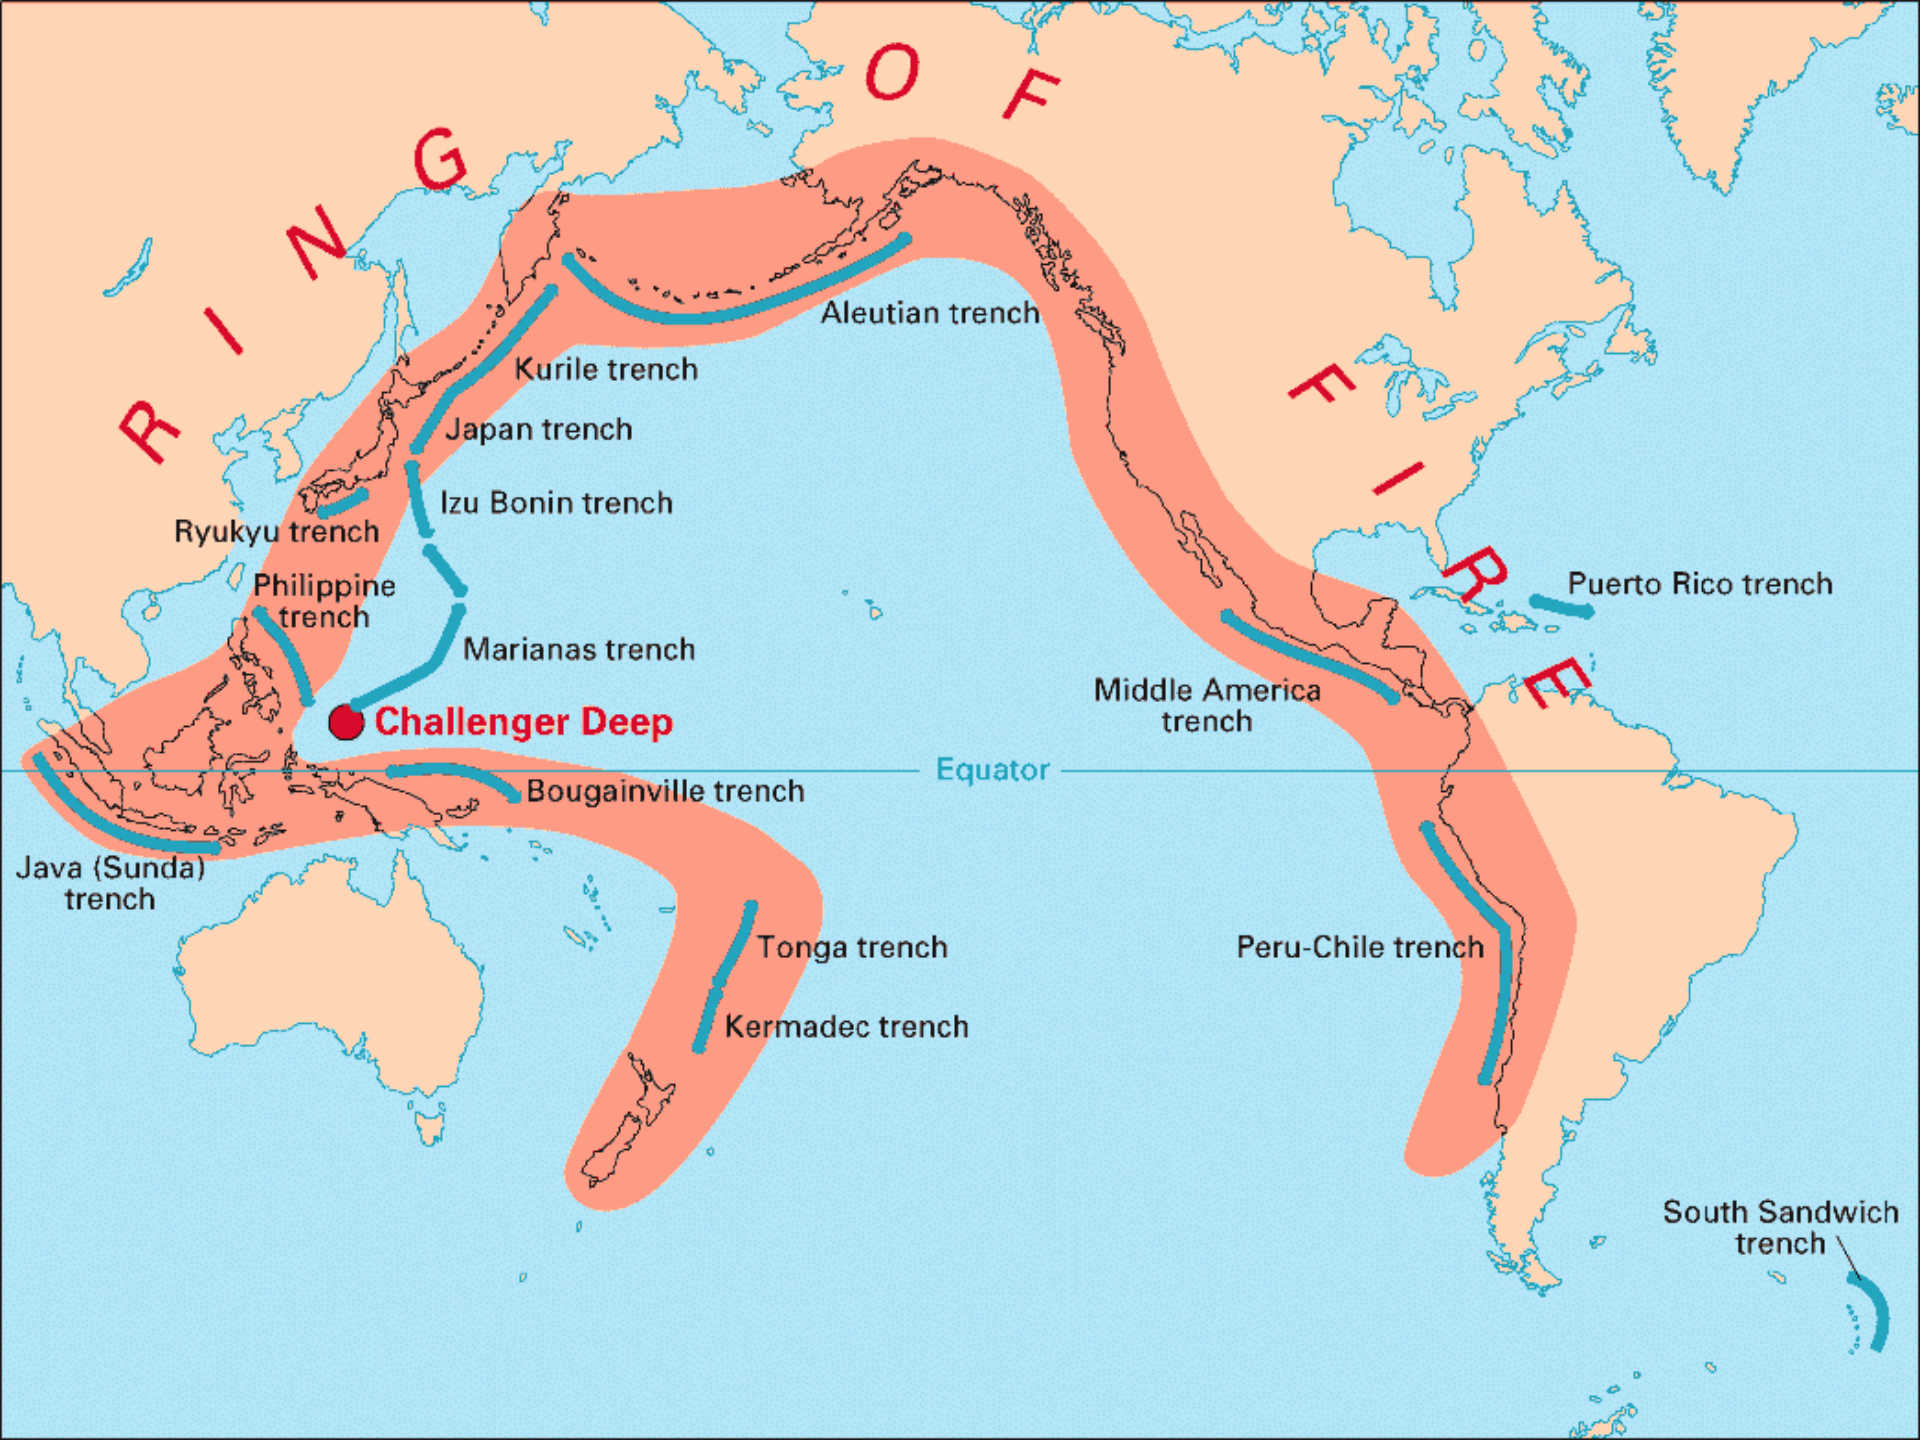 RING OF FIRE
Aleutian trench
Kurile trench
Japan trench
Izu Bonin trench
Ryukyu trench
Philippine
trench
Puerto Rico trench
Marianas trench
Middle America
trench
Challenger Deep
Equator
Bougainville trench
Java (Sunda)
trench
Tonga trench
Peru-Chile trench
Kermadec trench
South Sandwich
trench